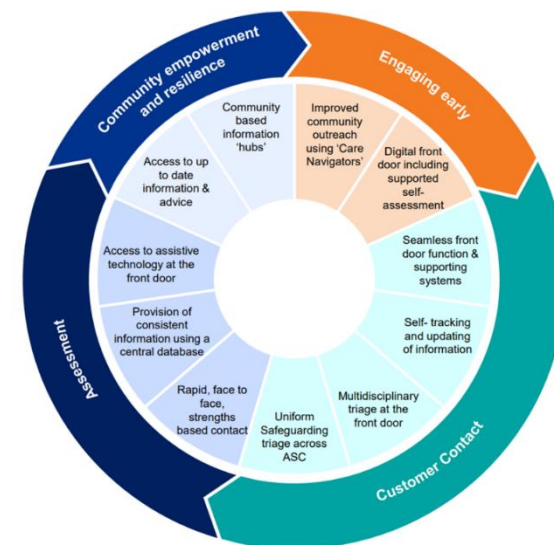 Community empowerment
and resilience
Engaging early
Customer Contact
Assessment
Community
based
information
‘hubs’
Improved
community
outreach
using ‘Care
Navigators’
Digital front
door including
supported
self-
assessment
Seamless front
door function &
supporting
systems
Self- tracking
and updating
of information
Multidisciplinary
triage at the
front door
Uniform
Safeguarding
triage across
ASC
Rapid, face to
face,
strengths
based contact
Provision of
consistent
information using a
central database
Access to assistive
technology at the
front door
Access to up
to date
information &
advice